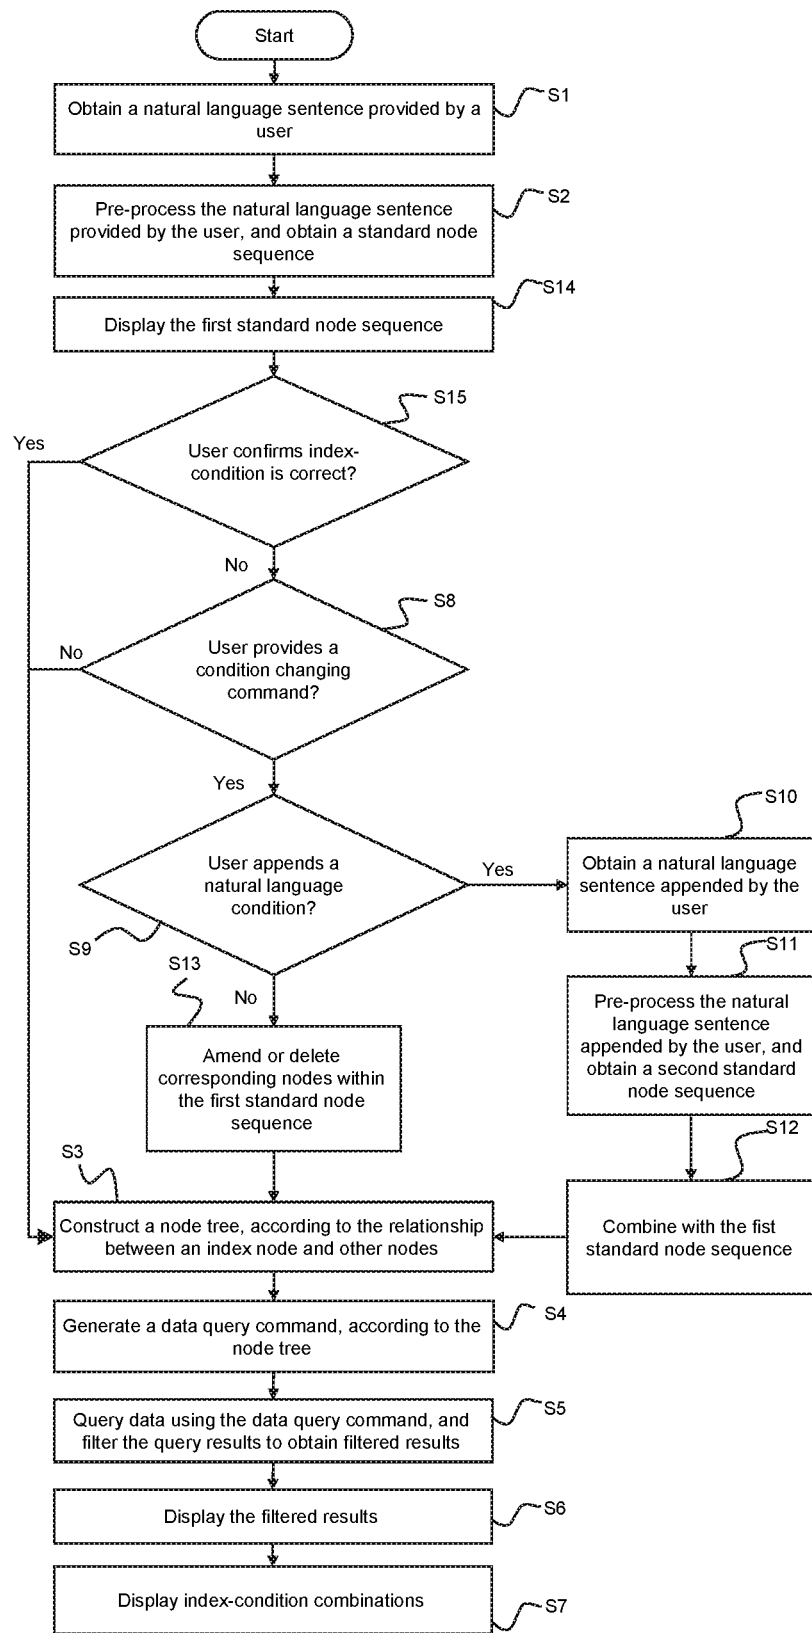 Start
Obtain a natural language sentence provided by a
user
S1
Pre-process the natural language sentence
provided by the user, and obtain a standard node
sequence
S2
Display the first standard node sequence
S14
User confirms index-
condition is correct?
S15
Yes
No
User provides a
condition changing
command?
S8
No
Yes
User appends a
natural language
condition?
S9
Yes
No
Obtain a natural language
sentence appended by the
user
S10
Pre-process the natural
language sentence
appended by the user, and
obtain a second standard
node sequence
S11
Combine with the fist
standard node sequence
S12
Amend or delete
corresponding nodes within
the first standard node
sequence
S13
Construct a node tree, according to the relationship
between an index node and other nodes
S3
Generate a data query command, according to the
node tree
S4
Query data using the data query command, and
filter the query results to obtain filtered results
S5
Display the filtered results
S6
Display index-condition combinations
S7